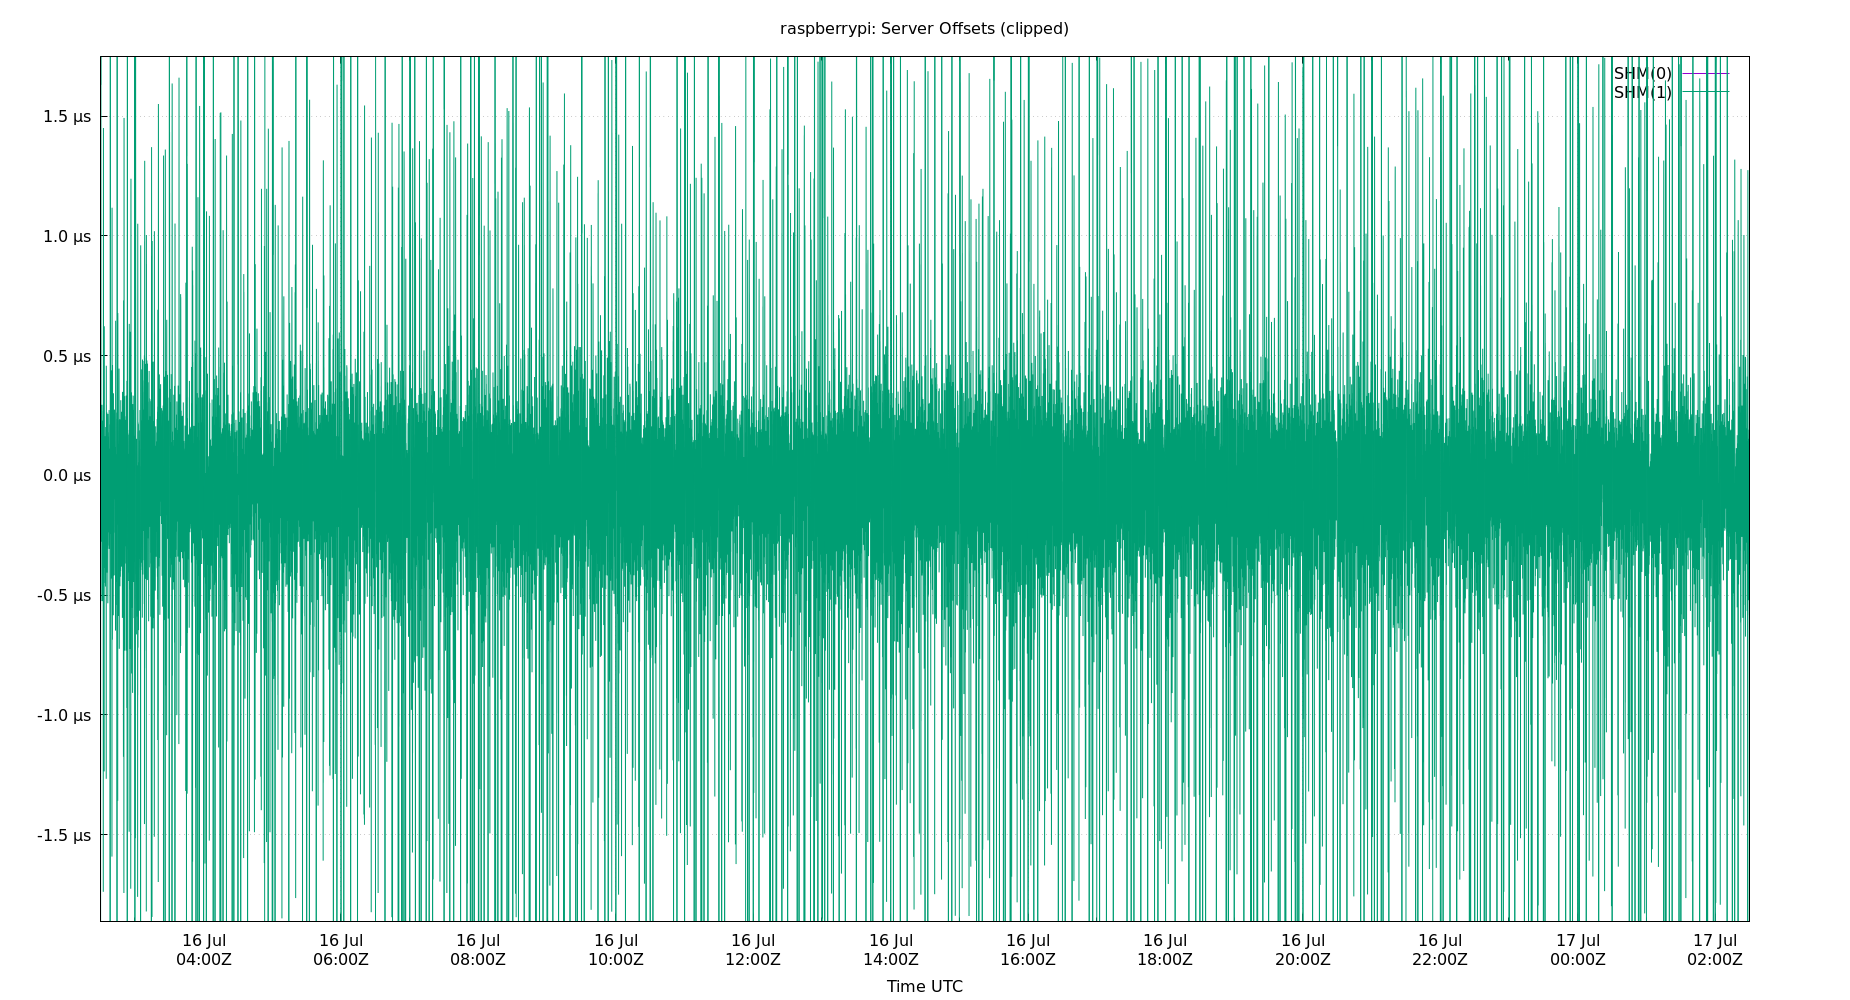 raspberrypi: Server Offsets (clipped)
SHM(0)
SHM(1)
1.5 µs
1.0 µs
0.5 µs
0.0 µs
-0.5 µs
-1.0 µs
-1.5 µs
16 Jul 16 Jul 16 Jul 16 Jul 16 Jul 16 Jul 16 Jul 16 Jul 16 Jul 16 Jul 17 Jul 17 Jul
04:00Z 06:00Z 08:00Z 10:00Z 12:00Z 14:00Z 16:00Z 18:00Z 20:00Z 22:00Z 00:00Z 02:00Z
Time UTC